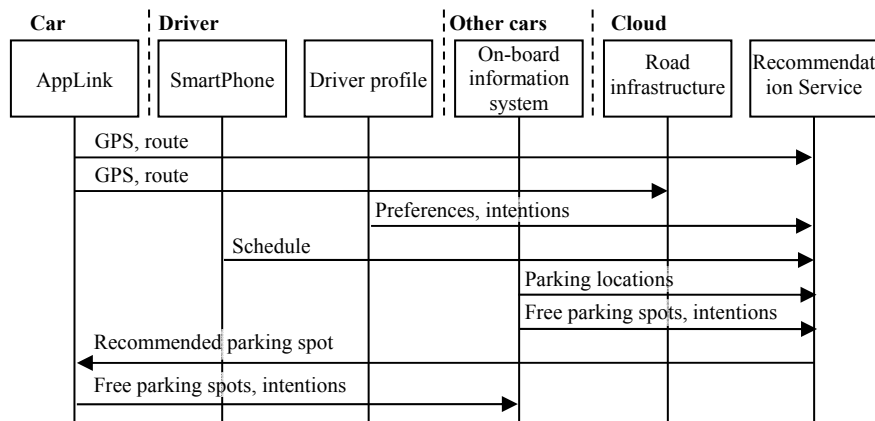 Car
Driver
Other cars
Cloud
AppLink
SmartPhone
Driver profile
On-board
information
system
Road
infrastructure
Recommendat
ion Service
GPS, route
GPS, route
Preferences, intentions
Schedule
Parking locations
Free parking spots, intentions
Recommended parking spot
Free parking spots, intentions